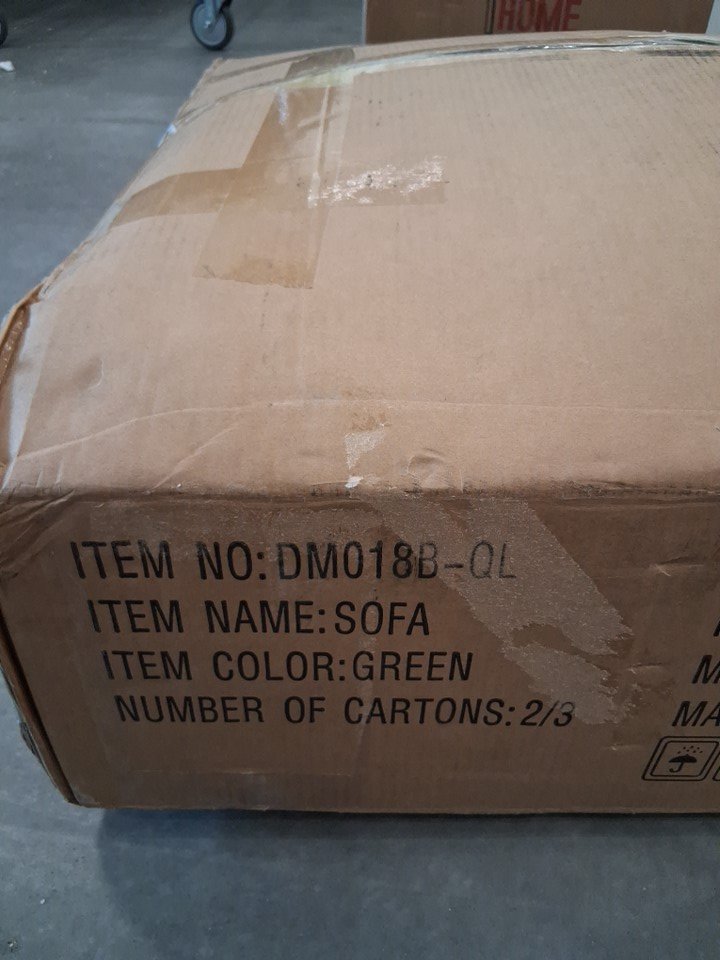 HOME
ITEM NO: DM018B-QL
ITEM NAME: SOFA
ITEM COLOR: GREEN
NUMBER OF CARTONS: 2/3